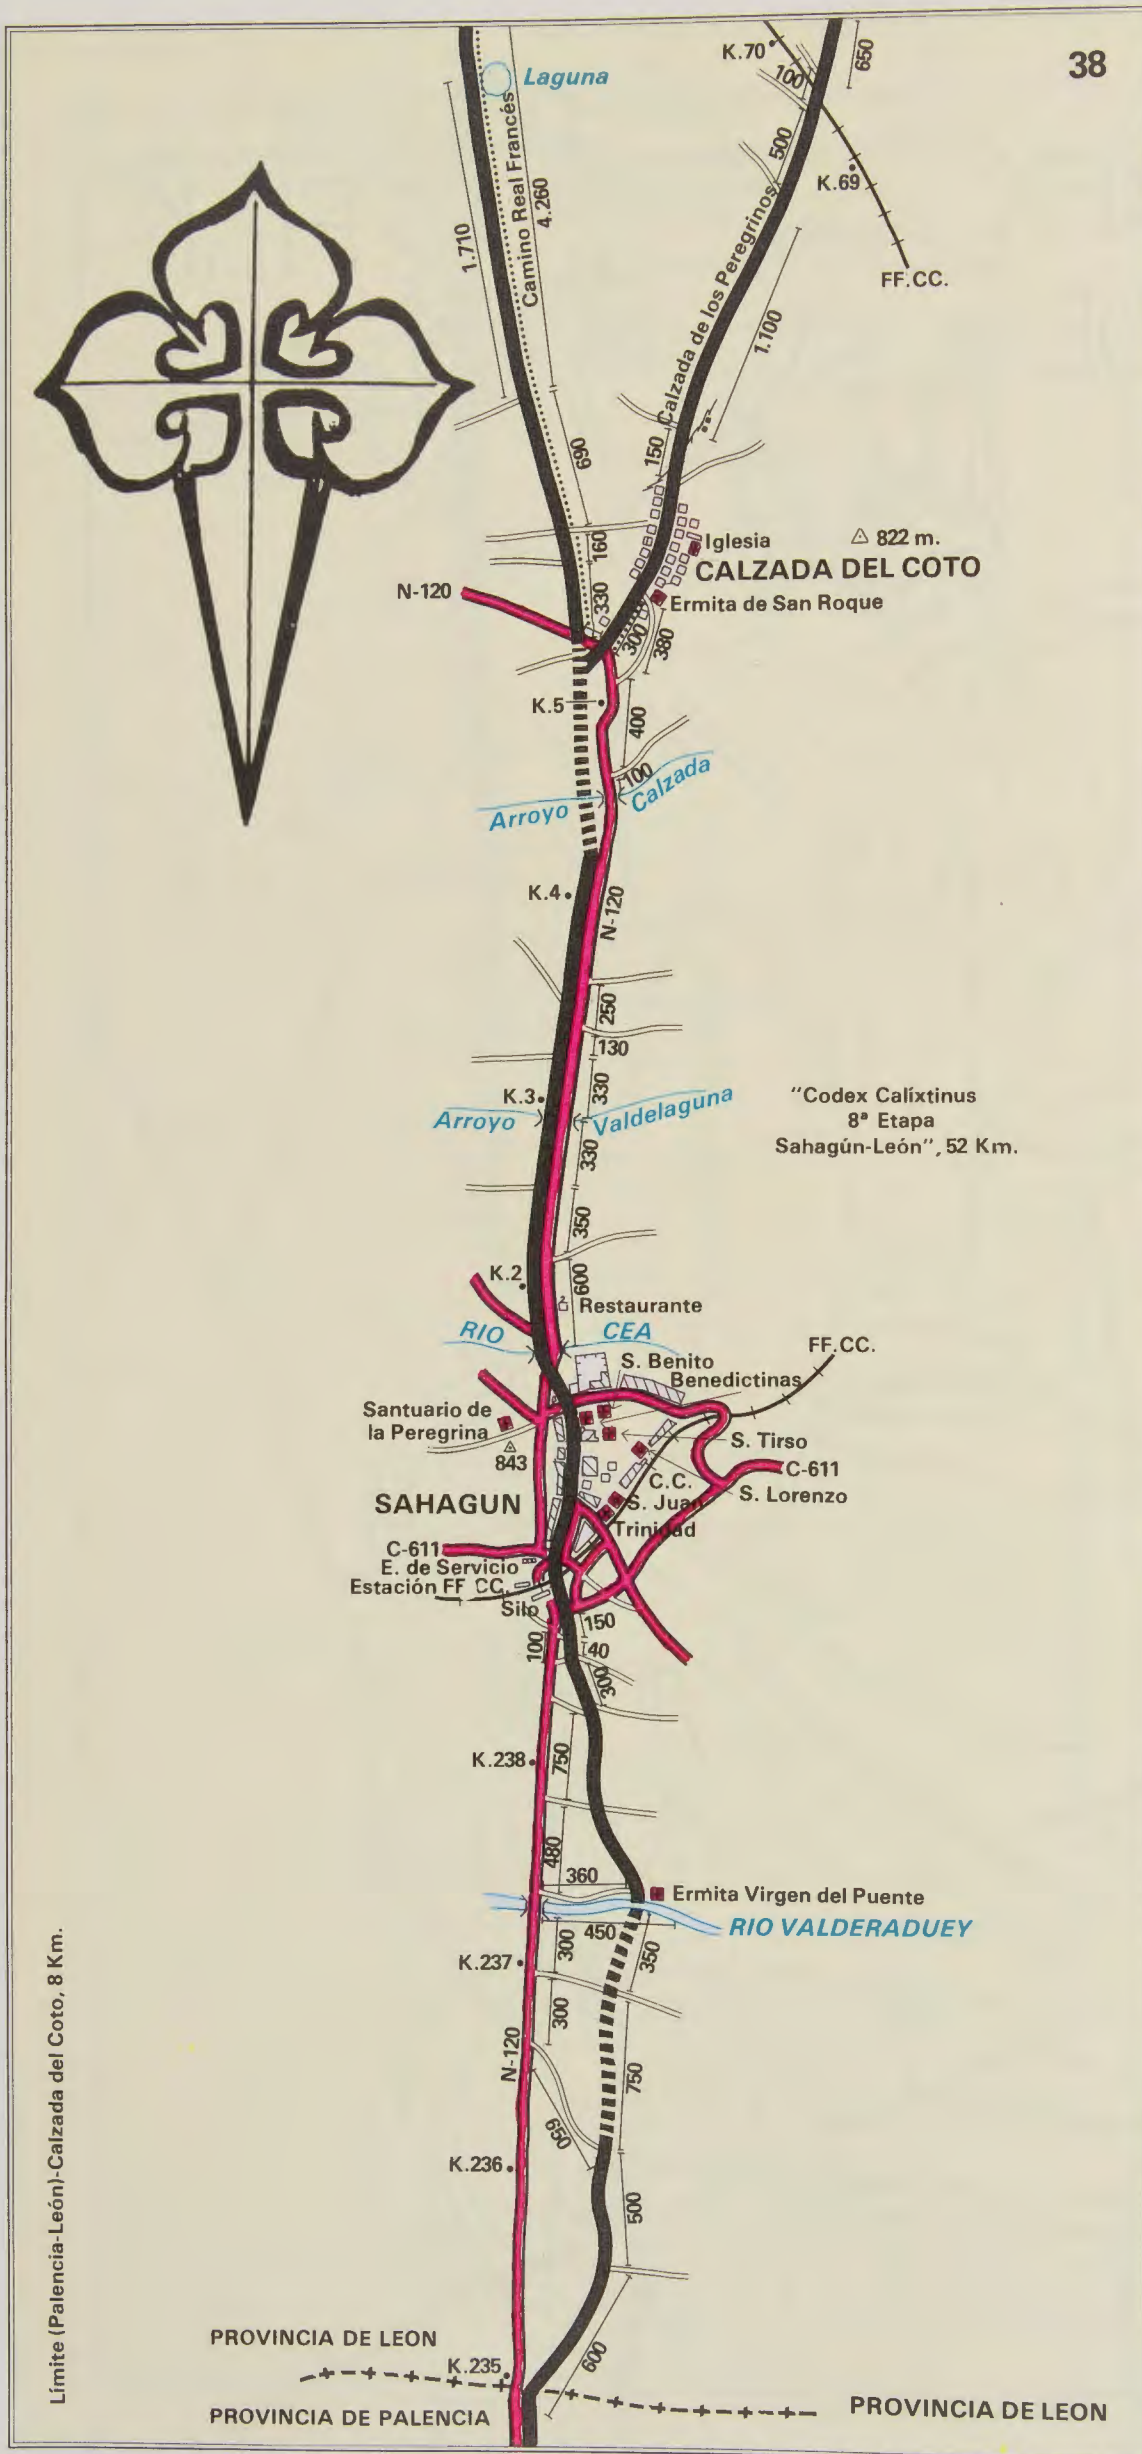 38
K.70
650
100
Laguna
500
K.69
Camino Real Francés
4.260
1.710
Calzada de los Peregrinos
FF.CC.
1.100
690
150
160
Iglesia
822 m.
CALZADA DEL COTO
N-120
330
Ermita de San Roque
300
380
K.5
400
100
Arroyo Calzada
K.4
N-120
250
130
330
K.3
Arroyo Valdelaguna
"Codex Calíxtinus
8ª Etapa
Sahagún-León", 52 Km.
330
350
K.2
600
Restaurante
RIO CEA
FF.CC.
S. Benito
Benedictinas
Santuario de
la Peregrina
843
S. Tirso
C-611
C.C.
S. Lorenzo
SAHAGUN
S. Juan
Trinidad
C-611
E. de Servicio
Estación FF CC.
Silo
150
100
40
300
K.238
750
480
360
Ermita Virgen del Puente
RIO VALDERADUEY
450
300
350
K.237
300
N-120
750
650
K.236
500
600
Límite (Palencia-León)-Calzada del Coto, 8 Km.
PROVINCIA DE LEON
K.235
PROVINCIA DE PALENCIA
PROVINCIA DE LEON